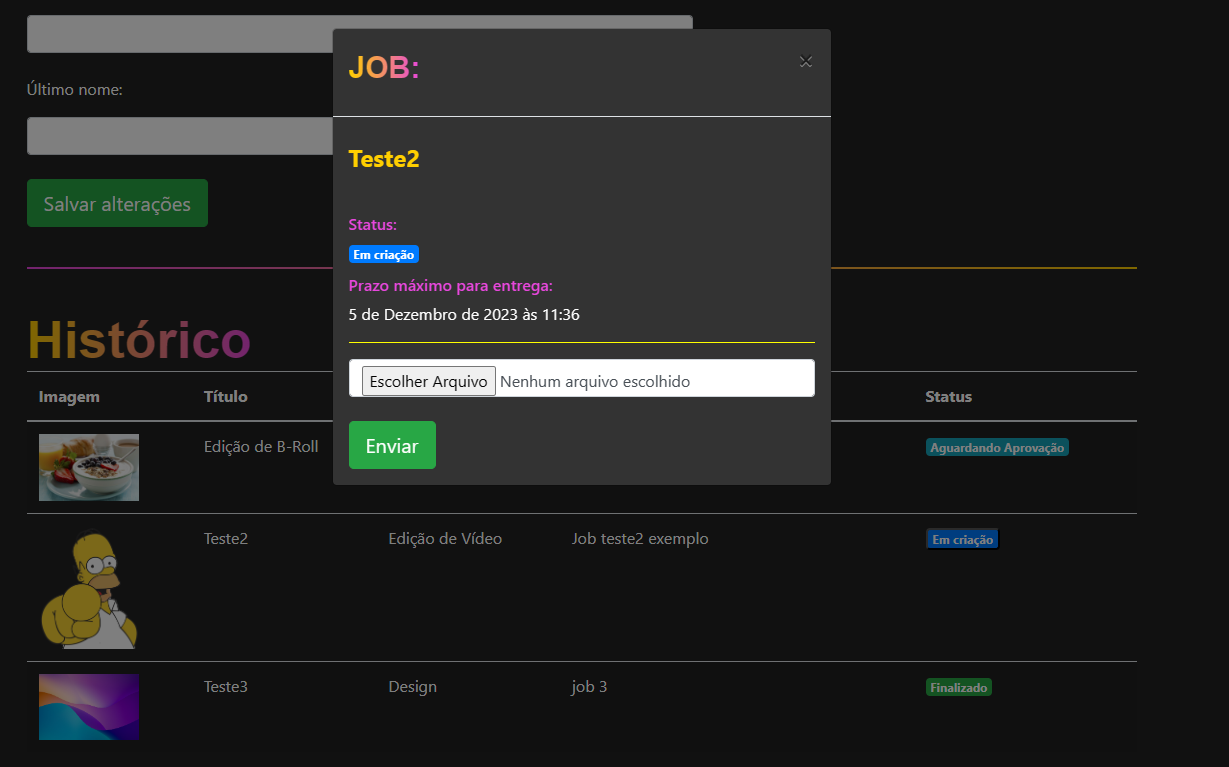 JOB:
×
Teste2
Status:
Em criação
Prazo máximo para entrega:
5 de Dezembro de 2023 às 11:36
Escolher Arquivo Nenhum arquivo escolhido
Enviar
Último nome:
Salvar alterações
Histórico
Imagem Título Status
Edição de B-Roll Aguardando Aprovação
Teste2 Edição de Vídeo Job teste2 exemplo Em criação
Teste3 Design job 3 Finalizado